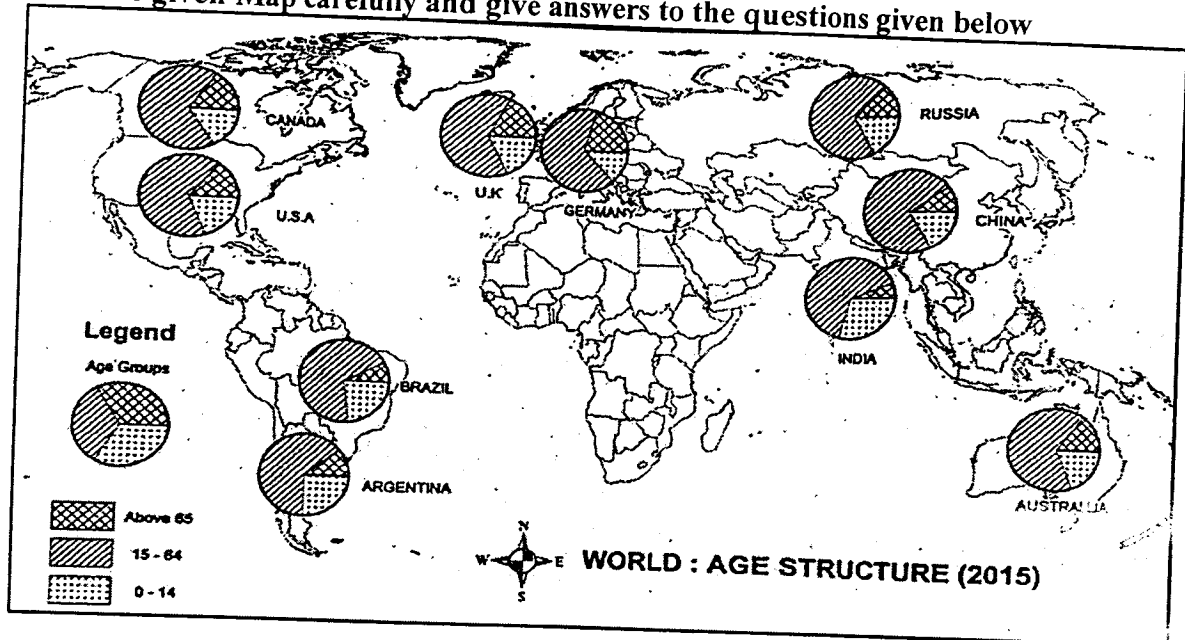 given Map carefully and give answers to the questions given below
CANADA
RUSSIA
U.K
GERMANY
U.S.A
CHINA
INDIA
Legend
Age Groups
BRAZIL
ARGENTINA
AUSTRALIA
Above 65
15 - 64
0 - 14
N
W E
S
WORLD : AGE STRUCTURE (2015)